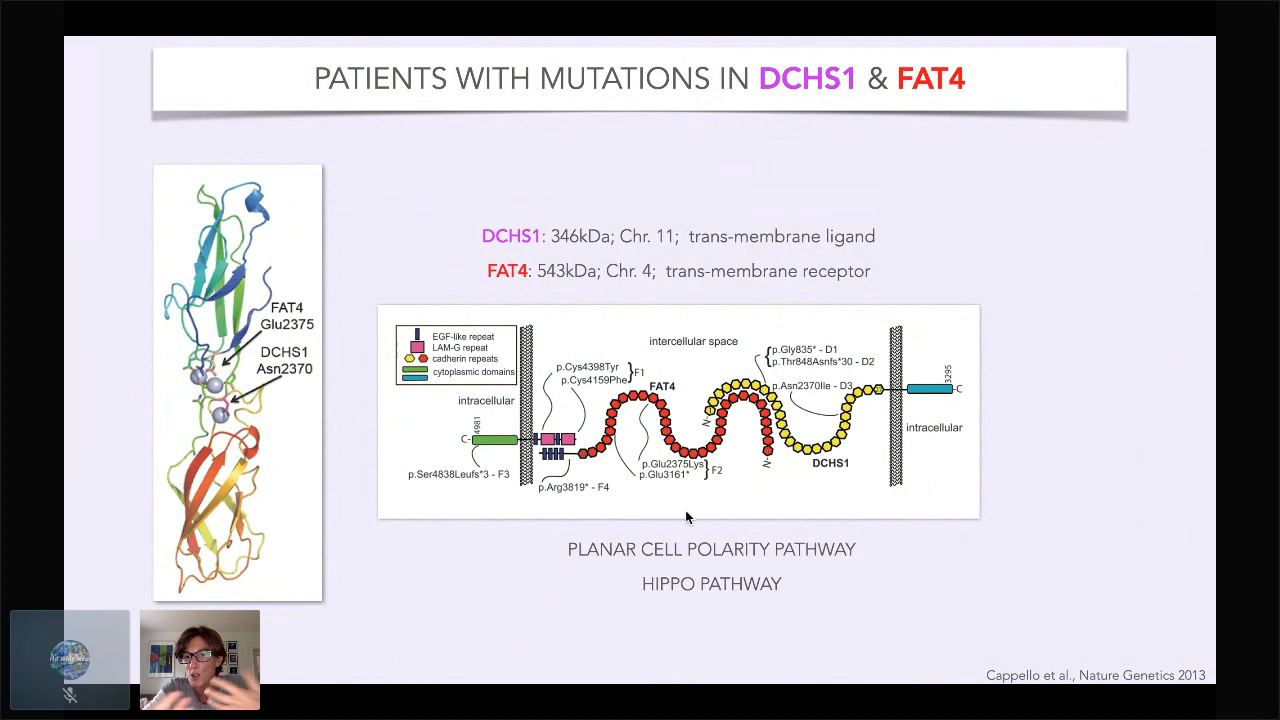 PATIENTS WITH MUTATIONS IN DCHS1 & FAT4
FAT4
Glu2375
DCHS1
Asn2370
DCHS1: 346kDa; Chr. 11; trans-membrane ligand
FAT4: 543kDa; Chr. 4; trans-membrane receptor
EGF-like repeat
LAM-G repeat
cadherin repeats
cytoplasmic domains
intracellular
4981
C-
p.Ser4838Leufs*3 - F3
p.Cys4398Tyr
p.Cys4159Phe
F1
FAT4
p.Arg3819* - F4
p.Glu2375Lys
p.Glu3161*
F2
intercellular space
N-
N-
p.Gly835* - D1
p.Thr848Asnfs*30 - D2
p.Asn2370Ile - D3
DCHS1
3295
-C
intracellular
PLANAR CELL POLARITY PATHWAY
HIPPO PATHWAY
Cappello et al., Nature Genetics 2013